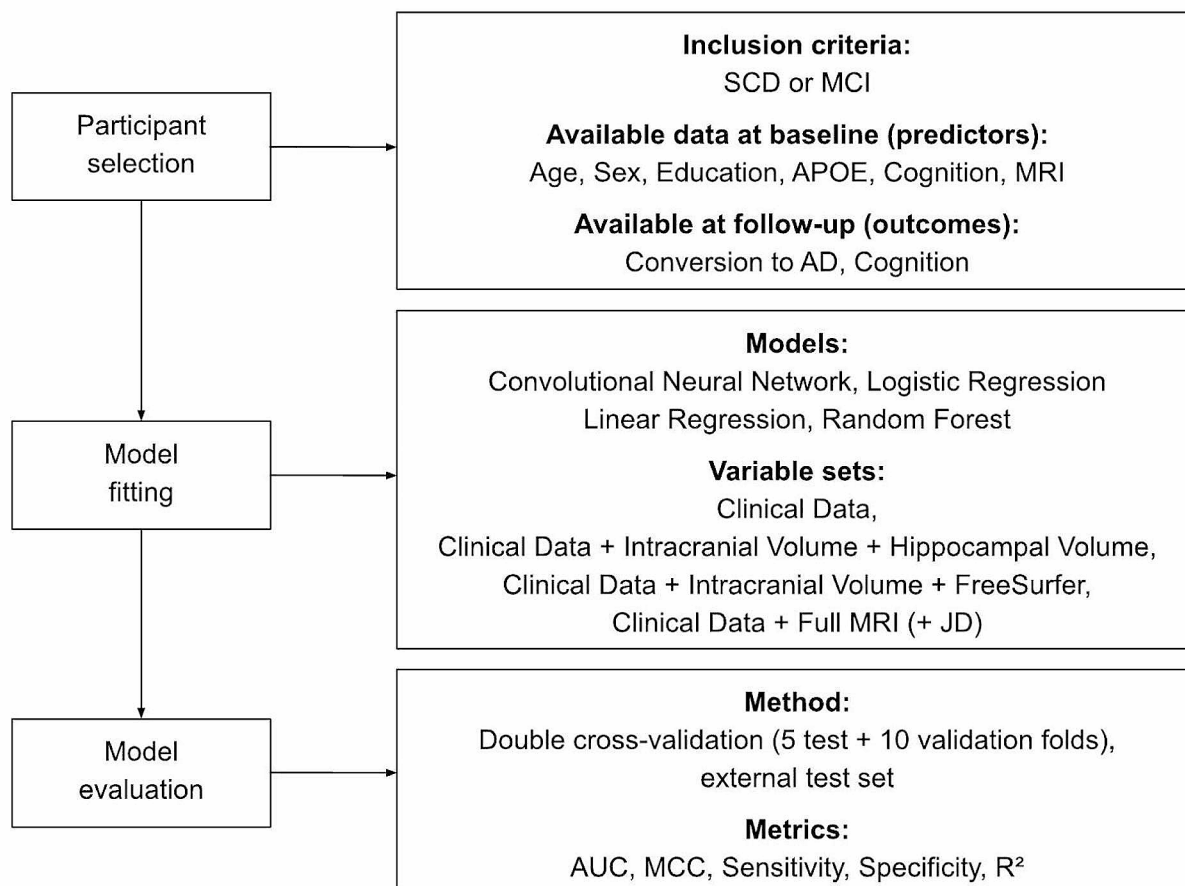 Participant
selection
Inclusion criteria:
SCD or MCI
Available data at baseline (predictors):
Age, Sex, Education, APOE, Cognition, MRI
Available at follow-up (outcomes):
Conversion to AD, Cognition
Model
fitting
Models:
Convolutional Neural Network, Logistic Regression
Linear Regression, Random Forest
Variable sets:
Clinical Data,
Clinical Data + Intracranial Volume + Hippocampal Volume,
Clinical Data + Intracranial Volume + FreeSurfer,
Clinical Data + Full MRI (+ JD)
Model
evaluation
Method:
Double cross-validation (5 test + 10 validation folds),
external test set
Metrics:
AUC, MCC, Sensitivity, Specificity, R²